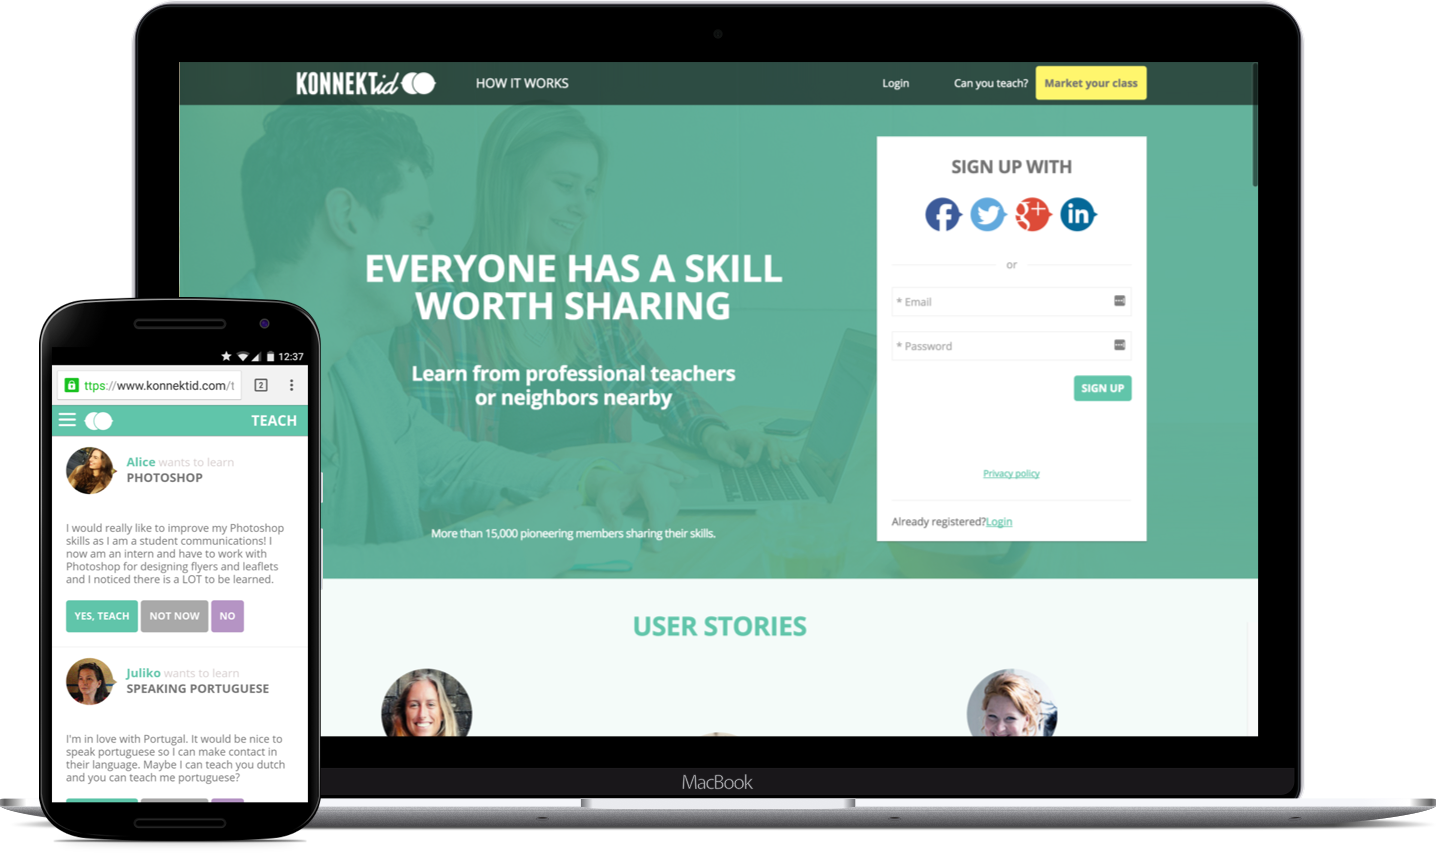 KONNEKTid
HOW IT WORKS
Login
Can you teach?
Market your class
EVERYONE HAS A SKILL
WORTH SHARING
Learn from professional teachers
or neighbors nearby
More than 15,000 pioneering members sharing their skills.
SIGN UP WITH
f
g+
in
or
* Email
* Password
SIGN UP
Privacy policy
Already registered?Login
USER STORIES
MacBook
12:37
ttps://www.konnektid.com/t
2
TEACH
Alice wants to learn
PHOTOSHOP
I would really like to improve my Photoshop
skills as I am a student communications! I
now am an intern and have to work with
Photoshop for designing flyers and leaflets
and I noticed there is a LOT to be learned.
YES, TEACH
NOT NOW
NO
Juliko wants to learn
SPEAKING PORTUGUESE
I'm in love with Portugal. It would be nice to
speak portuguese so I can make contact in
their language. Maybe I can teach you dutch
and you can teach me portuguese?